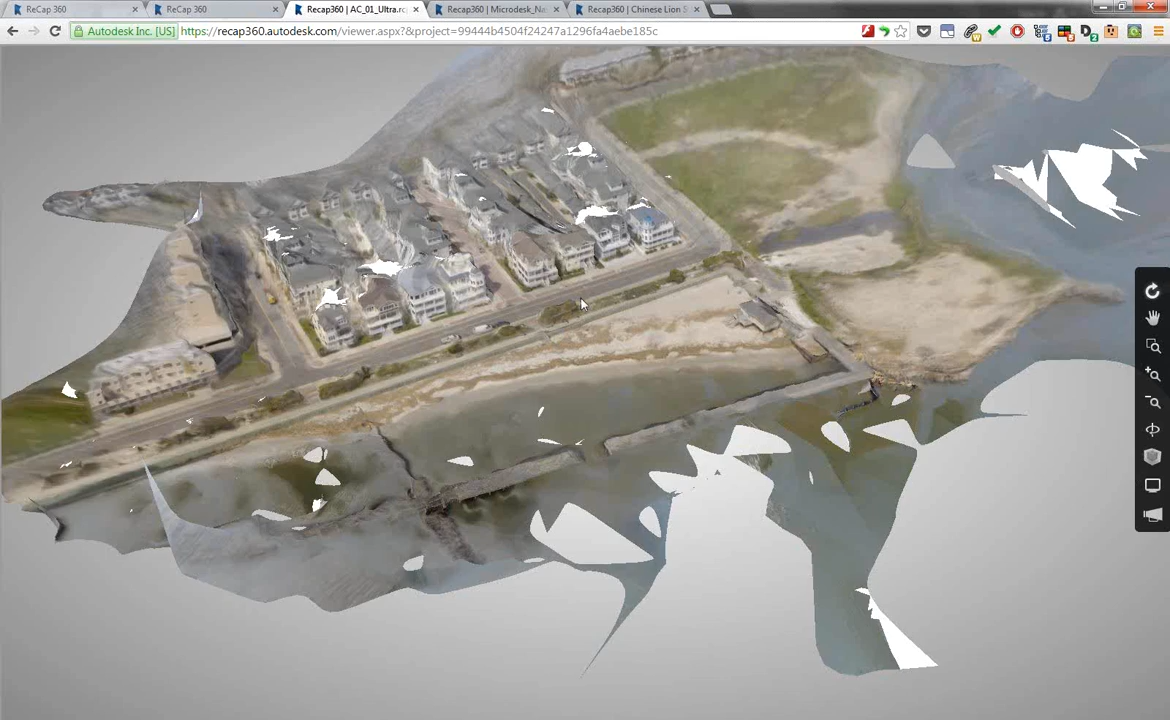 ReCap 360
ReCap 360
Recap360 | AC_01_Ultra.rc
Recap360 | Microdesk_Na
Recap360 | Chinese Lion S
Autodesk Inc. [US]
https://recap360.autodesk.com/viewer.aspx?&project=99444b4504f24247a1296fa4aebe185c